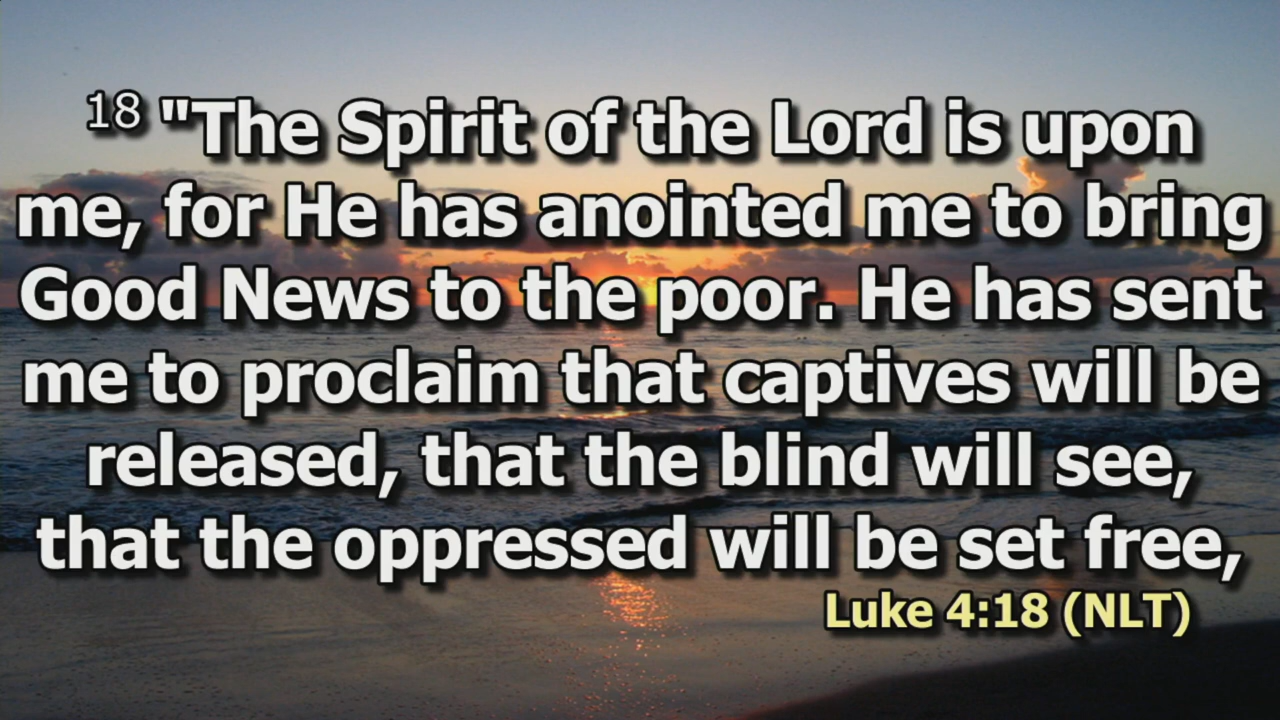 18 "The Spirit of the Lord is upon
me, for He has anointed me to bring
Good News to the poor. He has sent
me to proclaim that captives will be
released, that the blind will see,
that the oppressed will be set free,
Luke 4:18 (NLT)